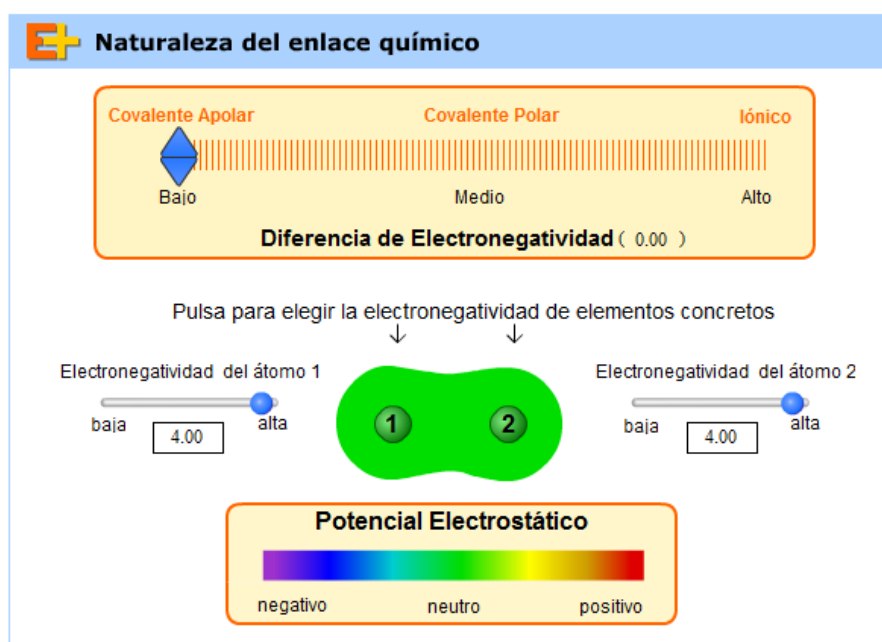 E+ Naturaleza del enlace químico
Covalente Apolar Covalente Polar Iónico
Bajo Medio Alto
Diferencia de Electronegatividad ( 0.00 )
Pulsa para elegir la electronegatividad de elementos concretos
Electronegatividad del átomo 1
baja alta
4.00
1 2
Electronegatividad del átomo 2
baja alta
4.00
Potencial Electrostático
negativo neutro positivo